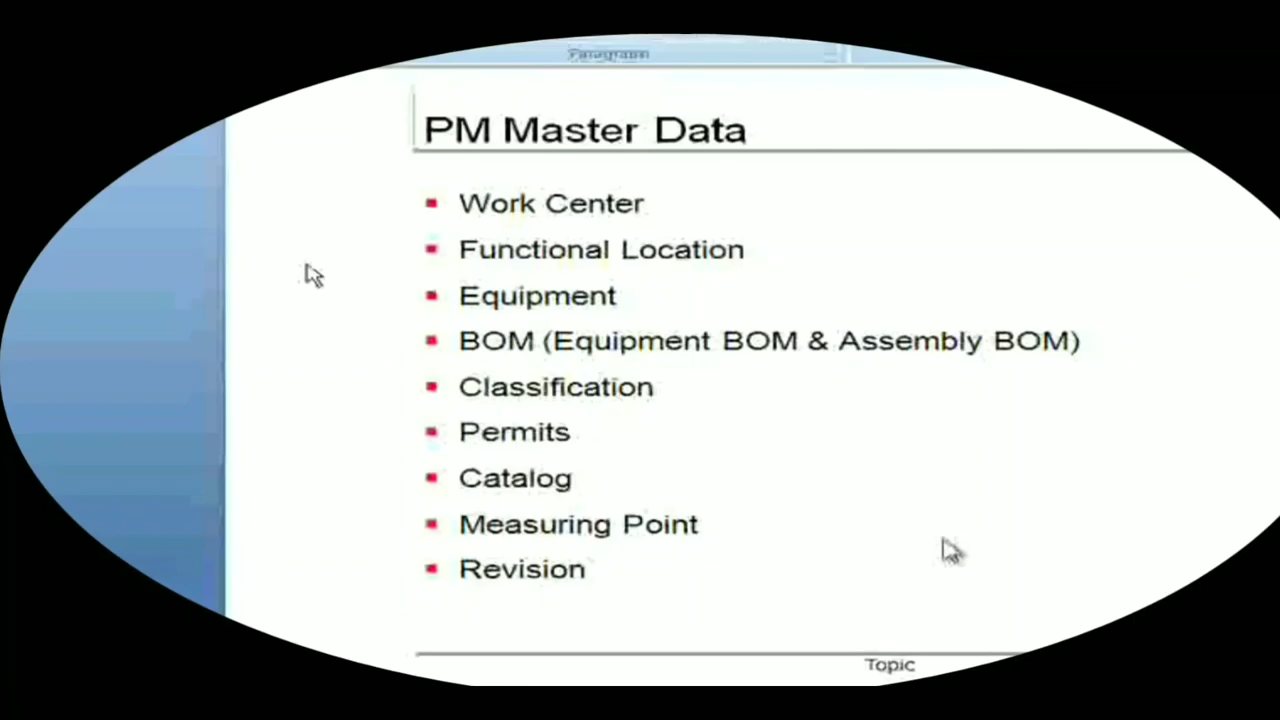 Paragraph
PM Master Data
Work Center
Functional Location
Equipment
BOM (Equipment BOM & Assembly BOM)
Classification
Permits
Catalog
Measuring Point
Revision
Topic